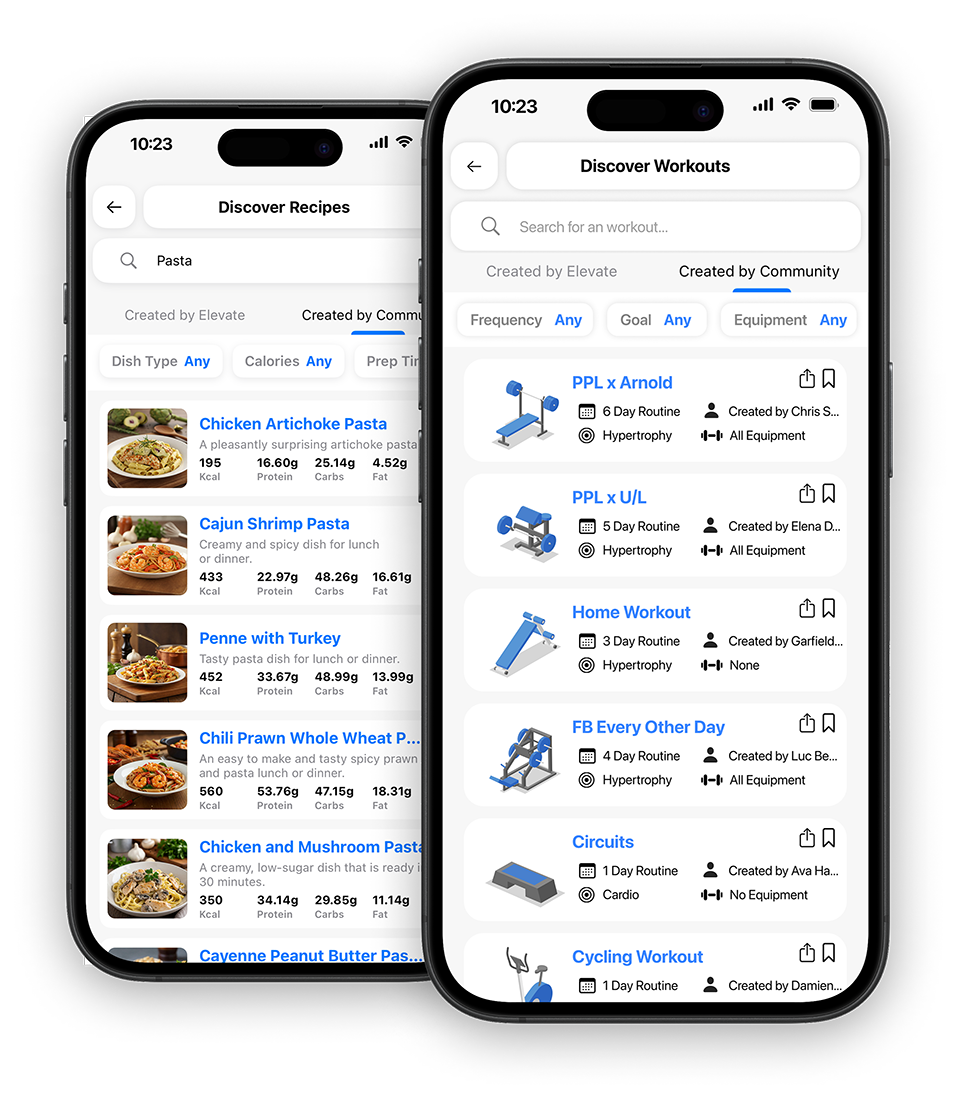 10:23
Discover Recipes
Pasta
Created by Elevate
Created by Commu
Dish Type Any
Calories Any
Prep Tir
Chicken Artichoke Pasta
A pleasantly surprising artichoke pasta
195 16.60g 25.14g 4.52g
Kcal Protein Carbs Fat
Cajun Shrimp Pasta
Creamy and spicy dish for lunch
or dinner.
433 22.97g 48.26g 16.61g
Kcal Protein Carbs Fat
Penne with Turkey
Tasty pasta dish for lunch or dinner.
452 33.67g 48.99g 13.99g
Kcal Protein Carbs Fat
Chili Prawn Whole Wheat P...
An easy to make and tasty spicy prawn
and pasta lunch or dinner.
560 53.76g 47.15g 18.31g
Kcal Protein Carbs Fat
Chicken and Mushroom Pasta
A creamy, low-sugar dish that is ready i
30 minutes.
350 34.14g 29.85g 11.14g
Kcal Protein Carbs Fat
Cayenne Peanut Butter Pas...
10:23
Discover Workouts
Search for an workout...
Created by Elevate
Created by Community
Frequency Any
Goal Any
Equipment Any
PPL x Arnold
6 Day Routine Created by Chris S...
Hypertrophy All Equipment
PPL x U/L
5 Day Routine Created by Elena D...
Hypertrophy All Equipment
Home Workout
3 Day Routine Created by Garfield...
Hypertrophy None
FB Every Other Day
4 Day Routine Created by Luc Be...
Hypertrophy All Equipment
Circuits
1 Day Routine Created by Ava Ha...
Cardio No Equipment
Cycling Workout
1 Day Routine Created by Damien...